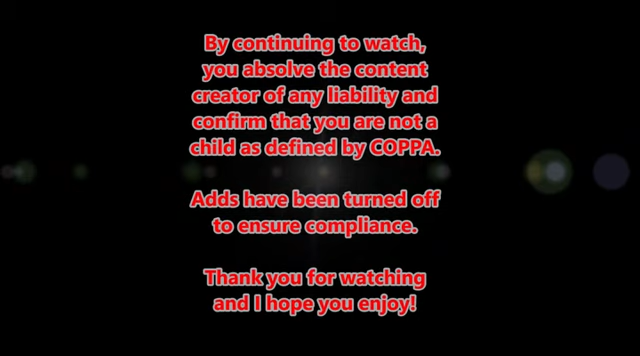 By continuing to watch,
you absolve the content
creator of any liability and
confirm that you are not a
child as defined by COPPA.
Adds have been turned off
to ensure compliance.
Thank you for watching
and I hope you enjoy!